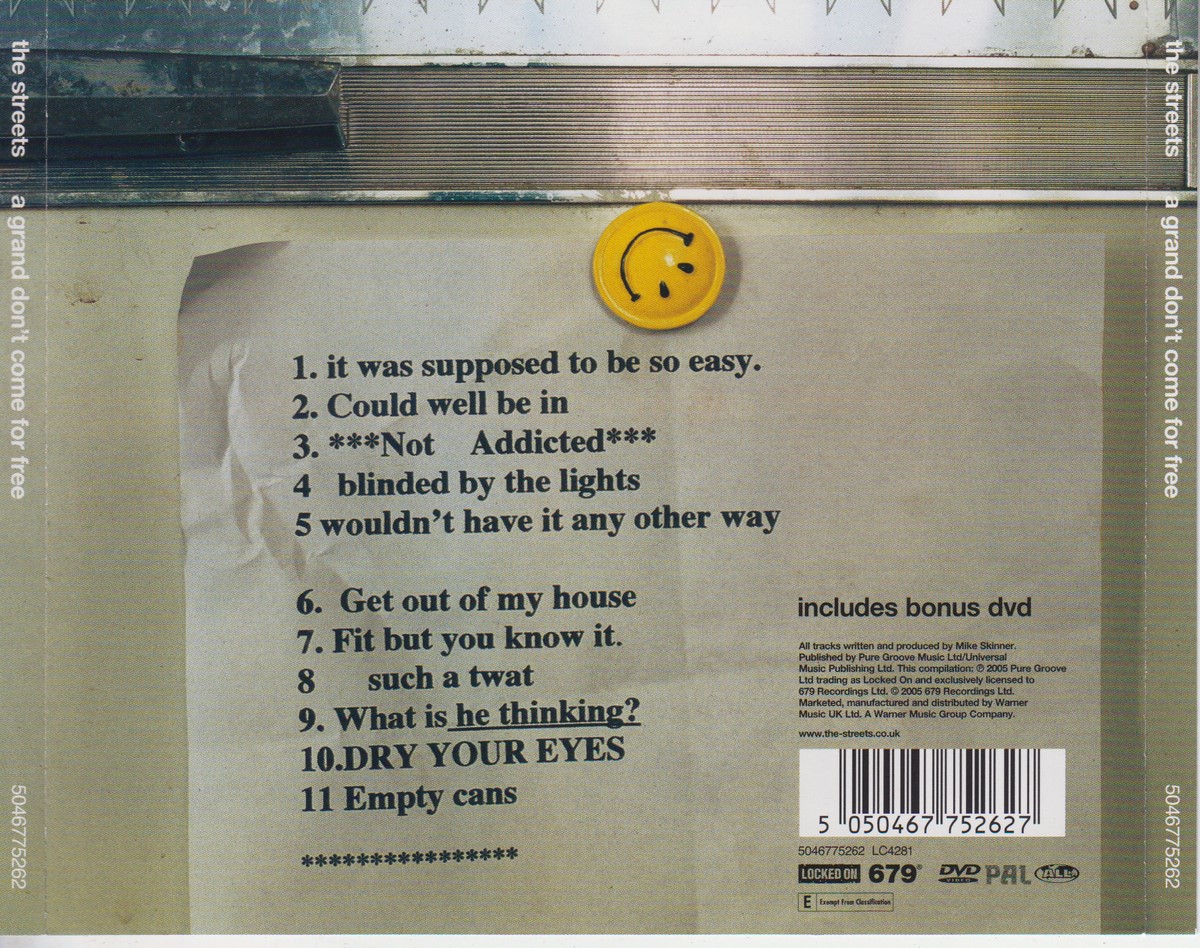 the streets a grand don't come for free
5046775262
1. it was supposed to be so easy.
2. Could well be in
3. ***Not Addicted***
4 blinded by the lights
5 wouldn't have it any other way
6. Get out of my house
7. Fit but you know it.
8 such a twat
9. What is he thinking?
10.DRY YOUR EYES
11 Empty cans
****************
includes bonus dvd
All tracks written and produced by Mike Skinner.
Published by Pure Groove Music Ltd/Universal
Music Publishing Ltd. This compilation: ℗ 2005 Pure Groove
Ltd trading as Locked On and exclusively licensed to
679 Recordings Ltd. © 2005 679 Recordings Ltd.
Marketed, manufactured and distributed by Warner
Music UK Ltd. A Warner Music Group Company.
www.the-streets.co.uk
5 050467 752627
5046775262 LC4281
LOCKED ON 679 DVD VIDEO PAL ALL
E Exempt From Classification
the streets a grand don't come for free
5046775262